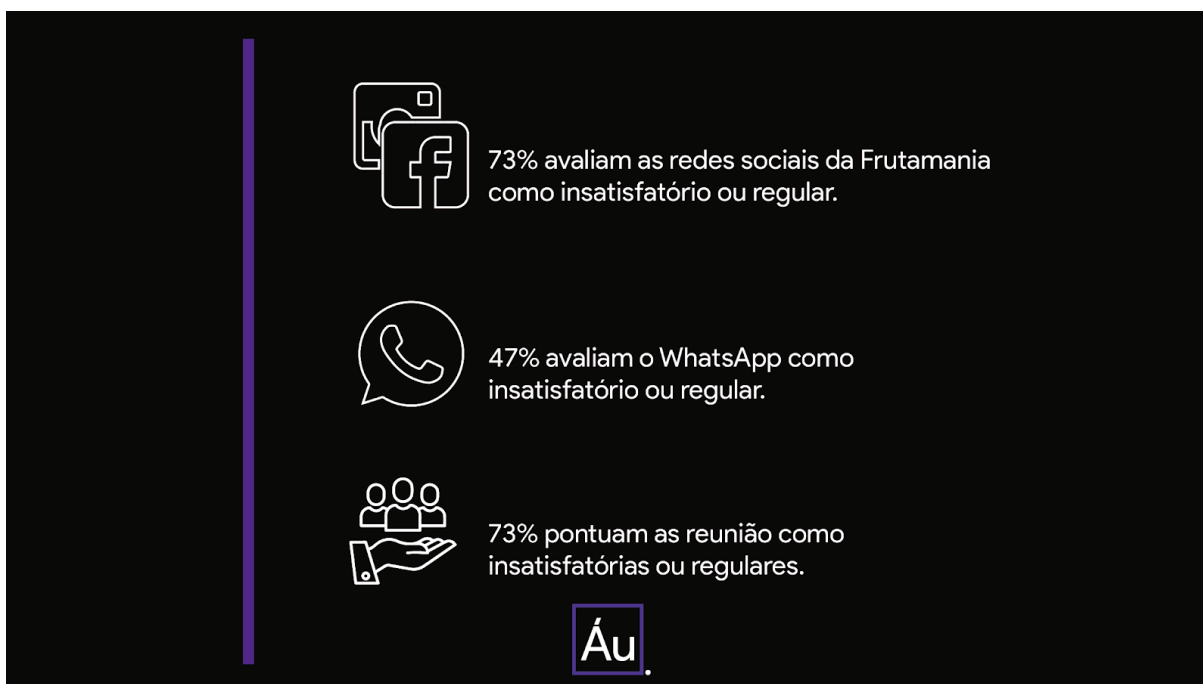 73% avaliam as redes sociais da Frutamania
como insatisfatório ou regular.
47% avaliam o WhatsApp como
insatisfatório ou regular.
73% pontuam as reunião como
insatisfatórias ou regulares.
Áu.